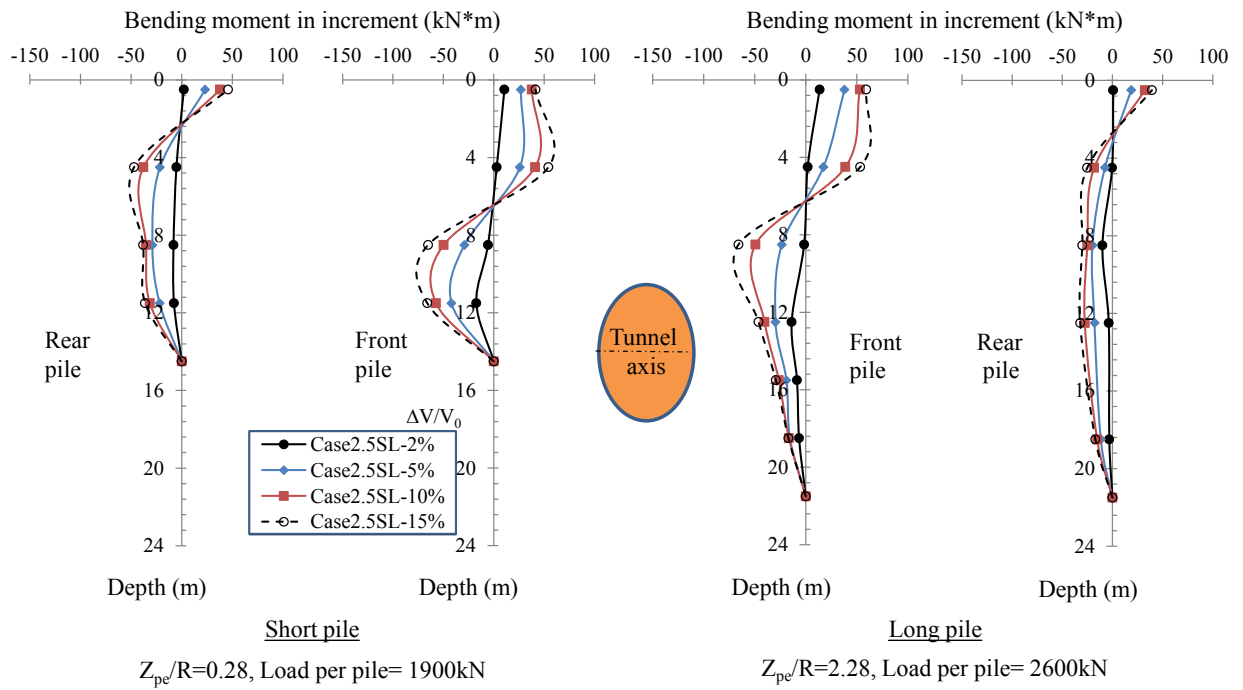 Bending moment in increment (kN*m)
Bending moment in increment (kN*m)
-150 -100 -50 0 50 100
-150 -100 -50 0 50 100
-150 -100 -50 0 50 100
-150 -100 -50 0 50 100
0
4
8
12
16
20
24
0
4
8
12
16
20
24
0
4
8
12
16
20
24
0
4
8
12
16
20
24
Rear
pile
Front
pile
Tunnel
axis
Front
pile
Rear
pile
ΔV/V₀
Case2.5SL-2%
Case2.5SL-5%
Case2.5SL-10%
Case2.5SL-15%
Depth (m)
Depth (m)
Depth (m)
Depth (m)
Short pile
Long pile
Zpe/R=0.28, Load per pile= 1900kN
Zpe/R=2.28, Load per pile= 2600kN